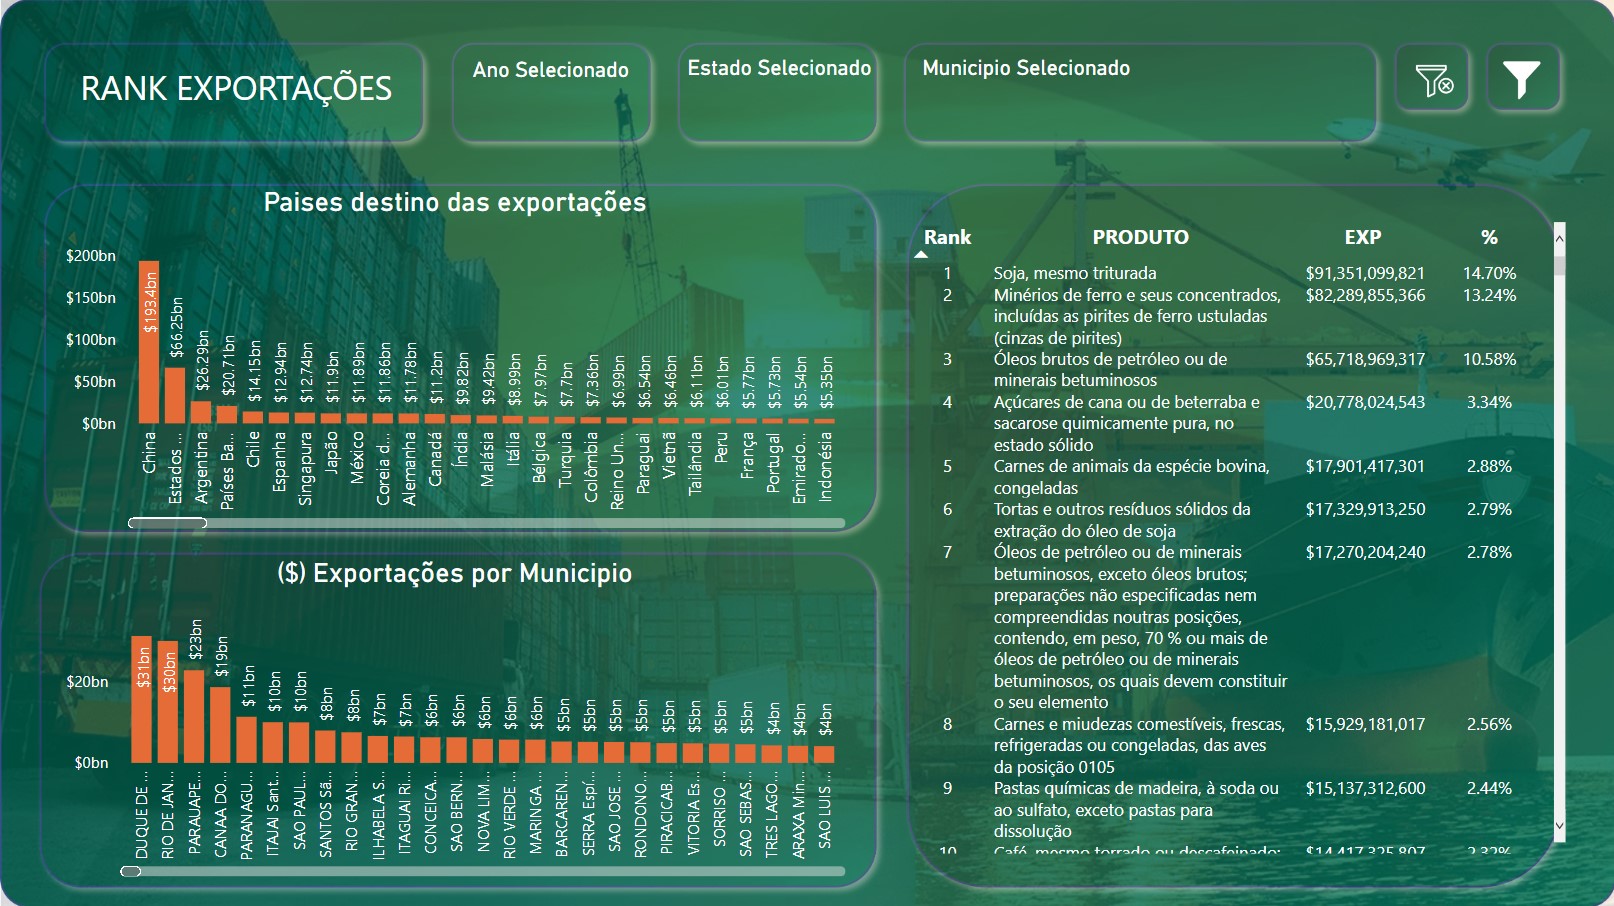 RANK EXPORTAÇÕES
Ano Selecionado
Estado Selecionado
Municipio Selecionado
Paises destino das exportações
$200bn
$150bn
$100bn
$50bn
$0bn
$193.4bn
$66.25bn
$26.29bn
$20.71bn
$14.15bn
$12.94bn
$12.74bn
$11.9bn
$11.89bn
$11.86bn
$11.78bn
$11.2bn
$9.82bn
$9.42bn
$8.99bn
$7.97bn
$7.7bn
$7.36bn
$6.99bn
$6.54bn
$6.46bn
$6.11bn
$6.01bn
$5.77bn
$5.73bn
$5.54bn
$5.35bn
China
Estados ...
Argentina
Países Ba...
Chile
Espanha
Singapura
Japão
México
Coreia d...
Alemanha
Canadá
Índia
Malásia
Itália
Bélgica
Turquia
Colômbia
Reino Un...
Paraguai
Vietnã
Tailândia
Peru
França
Portugal
Emirado...
Indonésia
($) Exportações por Municipio
$20bn
$0bn
$31bn
$30bn
$23bn
$19bn
$11bn
$10bn
$10bn
$8bn
$8bn
$7bn
$7bn
$6bn
$6bn
$6bn
$6bn
$6bn
$5bn
$5bn
$5bn
$5bn
$5bn
$5bn
$5bn
$5bn
$4bn
$4bn
$4bn
DUQUE DE ...
RIO DE JAN...
PARAUAPE...
CANAA DO...
PARANAGU...
ITAJAI Sant...
SAO PAUL...
SANTOS Sã...
RIO GRAN...
ILHABELA S...
ITAGUAI Ri...
CONCEICA...
SAO BERN...
NOVA LIM...
RIO VERDE ...
MARINGA...
BARCAREN...
SERRA Espí...
SAO JOSE ...
RONDONO...
PIRACICAB...
VITORIA Es...
SORRISO ...
SAO SEBAS...
TRES LAGO...
ARAXA Min...
SAO LUIS ...
Rank PRODUTO EXP %
1 Soja, mesmo triturada $91,351,099,821 14.70%
2 Minérios de ferro e seus concentrados, $82,289,855,366 13.24%
incluídas as pirites de ferro ustuladas
(cinzas de pirites)
3 Óleos brutos de petróleo ou de $65,718,969,317 10.58%
minerais betuminosos
4 Açúcares de cana ou de beterraba e $20,778,024,543 3.34%
sacarose quimicamente pura, no
estado sólido
5 Carnes de animais da espécie bovina, $17,901,417,301 2.88%
congeladas
6 Tortas e outros resíduos sólidos da $17,329,913,250 2.79%
extração do óleo de soja
7 Óleos de petróleo ou de minerais $17,270,204,240 2.78%
betuminosos, exceto óleos brutos;
preparações não especificadas nem
compreendidas noutras posições,
contendo, em peso, 70 % ou mais de
óleos de petróleo ou de minerais
betuminosos, os quais devem constituir
o seu elemento
8 Carnes e miudezas comestíveis, frescas, $15,929,181,017 2.56%
refrigeradas ou congeladas, das aves
da posição 0105
9 Pastas químicas de madeira, à soda ou $15,137,312,600 2.44%
ao sulfato, exceto pastas para
dissolução
10 Café, mesmo torrado ou descafeinado; $14,417,325,807 2.32%